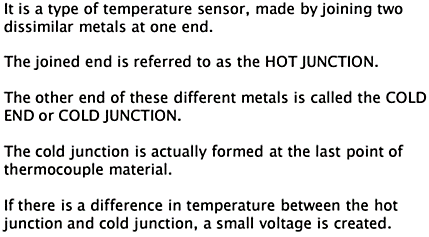 It is a type of temperature sensor, made by joining two
dissimilar metals at one end.
The joined end is referred to as the HOT JUNCTION.
The other end of these different metals is called the COLD
END or COLD JUNCTION.
The cold junction is actually formed at the last point of
thermocouple material.
If there is a difference in temperature between the hot
junction and cold junction, a small voltage is created.